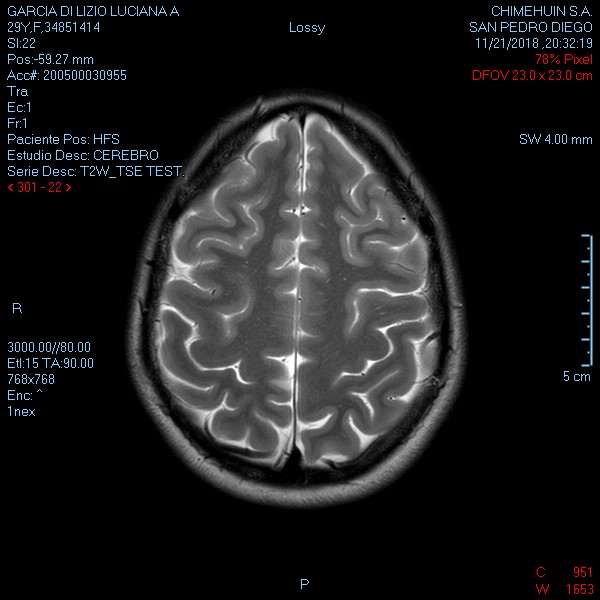 GARCIA DI LIZIO LUCIANA A
29Y,F,34851414
Sl:22
Pos:-59.27 mm
Acc#: 200500030955
Tra
Ec:1
Fr:1
Paciente Pos: HFS
Estudio Desc: CEREBRO
Serie Desc: T2W_TSE TEST.
< 301 - 22 >
Lossy
CHIMEHUIN S.A.
SAN PEDRO DIEGO
11/21/2018 ,20:32:19
78% Pixel
DFOV 23.0 x 23.0 cm
SW 4.00 mm
R
3000.00//80.00
Etl:15 TA:90.00
768x768
Enc: ^
1nex
5 cm
P
C 951
W 1653